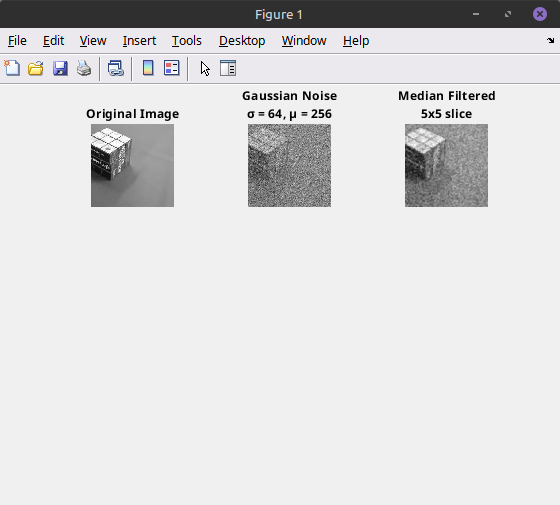 Figure 1
File Edit View Insert Tools Desktop Window Help
Original Image
Gaussian Noise
σ = 64, μ = 256
Median Filtered
5x5 slice